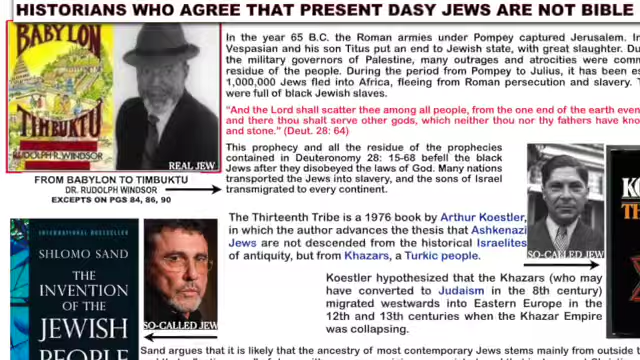 HISTORIANS WHO AGREE THAT PRESENT DASY JEWS ARE NOT BIBLE
BABYLON
TIMBUKTU
RUDOLPH R. WINDSOR
REAL JEW
In the year 65 B.C. the Roman armies under Pompey captured Jerusalem. In
Vespasian and his son Titus put an end to Jewish state, with great slaughter. Du
the military governors of Palestine, many outrages and atrocities were comm
residue of the people. During the period from Pompey to Julius, it has been es
1,000,000 Jews fled into Africa, fleeing from Roman persecution and slavery. T
were full of black Jewish slaves.
"And the Lord shall scatter thee among all people, from the one end of the earth even
and there thou shalt serve other gods, which neither thou nor thy fathers have kno
and stone." (Deut. 28: 64)
This prophecy and all the residue of the prophecies
contained in Deuteronomy 28: 15-68 befell the black
Jews after they disobeyed the laws of God. Many nations
transported the Jews into slavery, and the sons of Israel
transmigrated to every continent.
FROM BABYLON TO TIMBUKTU
DR. RUDOLPH WINDSOR
EXCEPTS ON PGS 84, 86, 90
The Thirteenth Tribe is a 1976 book by Arthur Koestler,
in which the author advances the thesis that Ashkenazi
Jews are not descended from the historical Israelites
of antiquity, but from Khazars, a Turkic people.
SO-CALLED JEW
KO
TH
Koestler hypothesized that the Khazars (who may
have converted to Judaism in the 8th century)
migrated westwards into Eastern Europe in the
12th and 13th centuries when the Khazar Empire
was collapsing.
INTERNATIONAL BESTSELLER
SHLOMO SAND
THE
INVENTION
OF THE
JEWISH
PEOPLE
SO-CALLED JEW
Sand argues that it is likely that the ancestry of most contemporary Jews stems mainly from outside